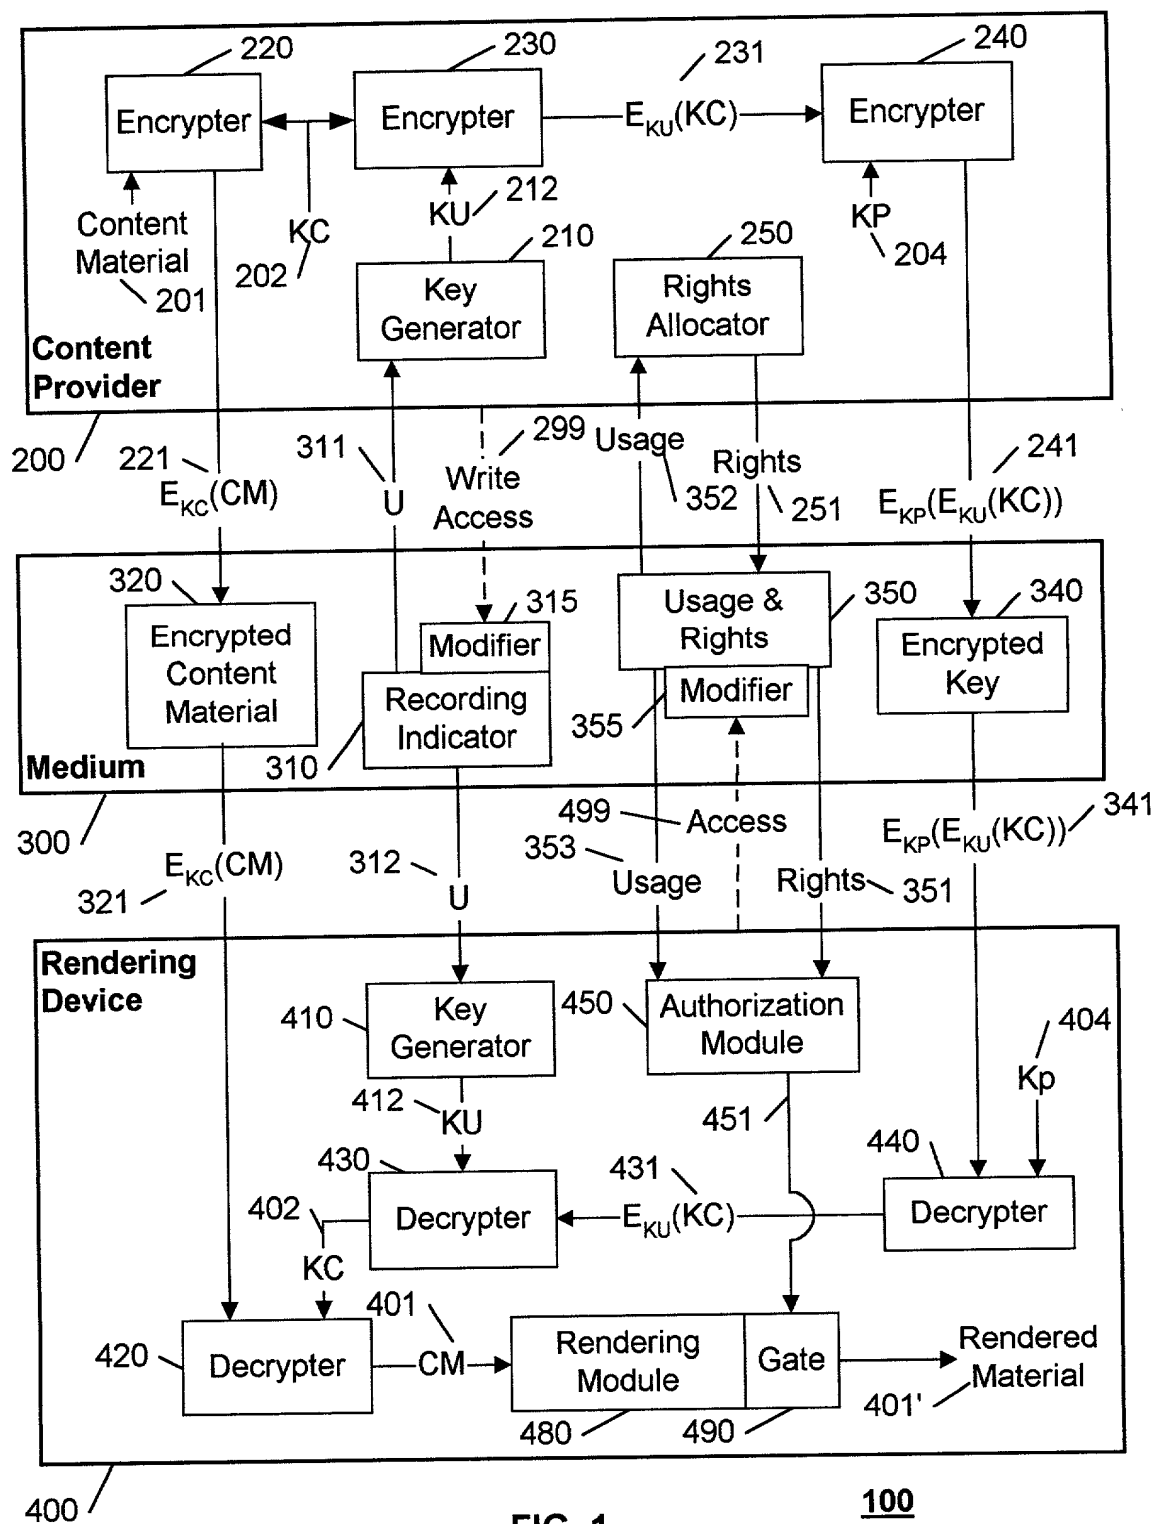 220
230
231
240
Encrypter
Encrypter
E_KU(KC)
Encrypter
Content
Material
201
KC
202
KU
212
210
250
KP
204
Key
Generator
Rights
Allocator
Content
Provider
200
221
E_KC(CM)
311
U
299
Write
Access
Usage
352
Rights
251
241
E_KP(E_KU(KC))
320
Encrypted
Content
Material
315
Modifier
Recording
Indicator
310
Usage &
Rights
350
Modifier
355
340
Encrypted
Key
Medium
300
E_KC(CM)
321
312
U
499
Access
353
Usage
Rights
351
341
E_KP(E_KU(KC))
Rendering
Device
410
Key
Generator
450
Authorization
Module
404
Kp
412
KU
451
430
Decrypter
431
E_KU(KC)
440
Decrypter
402
KC
420
Decrypter
401
CM
Rendering
Module
Gate
Rendered
Material
401'
480
490
400
100
FIG. 1